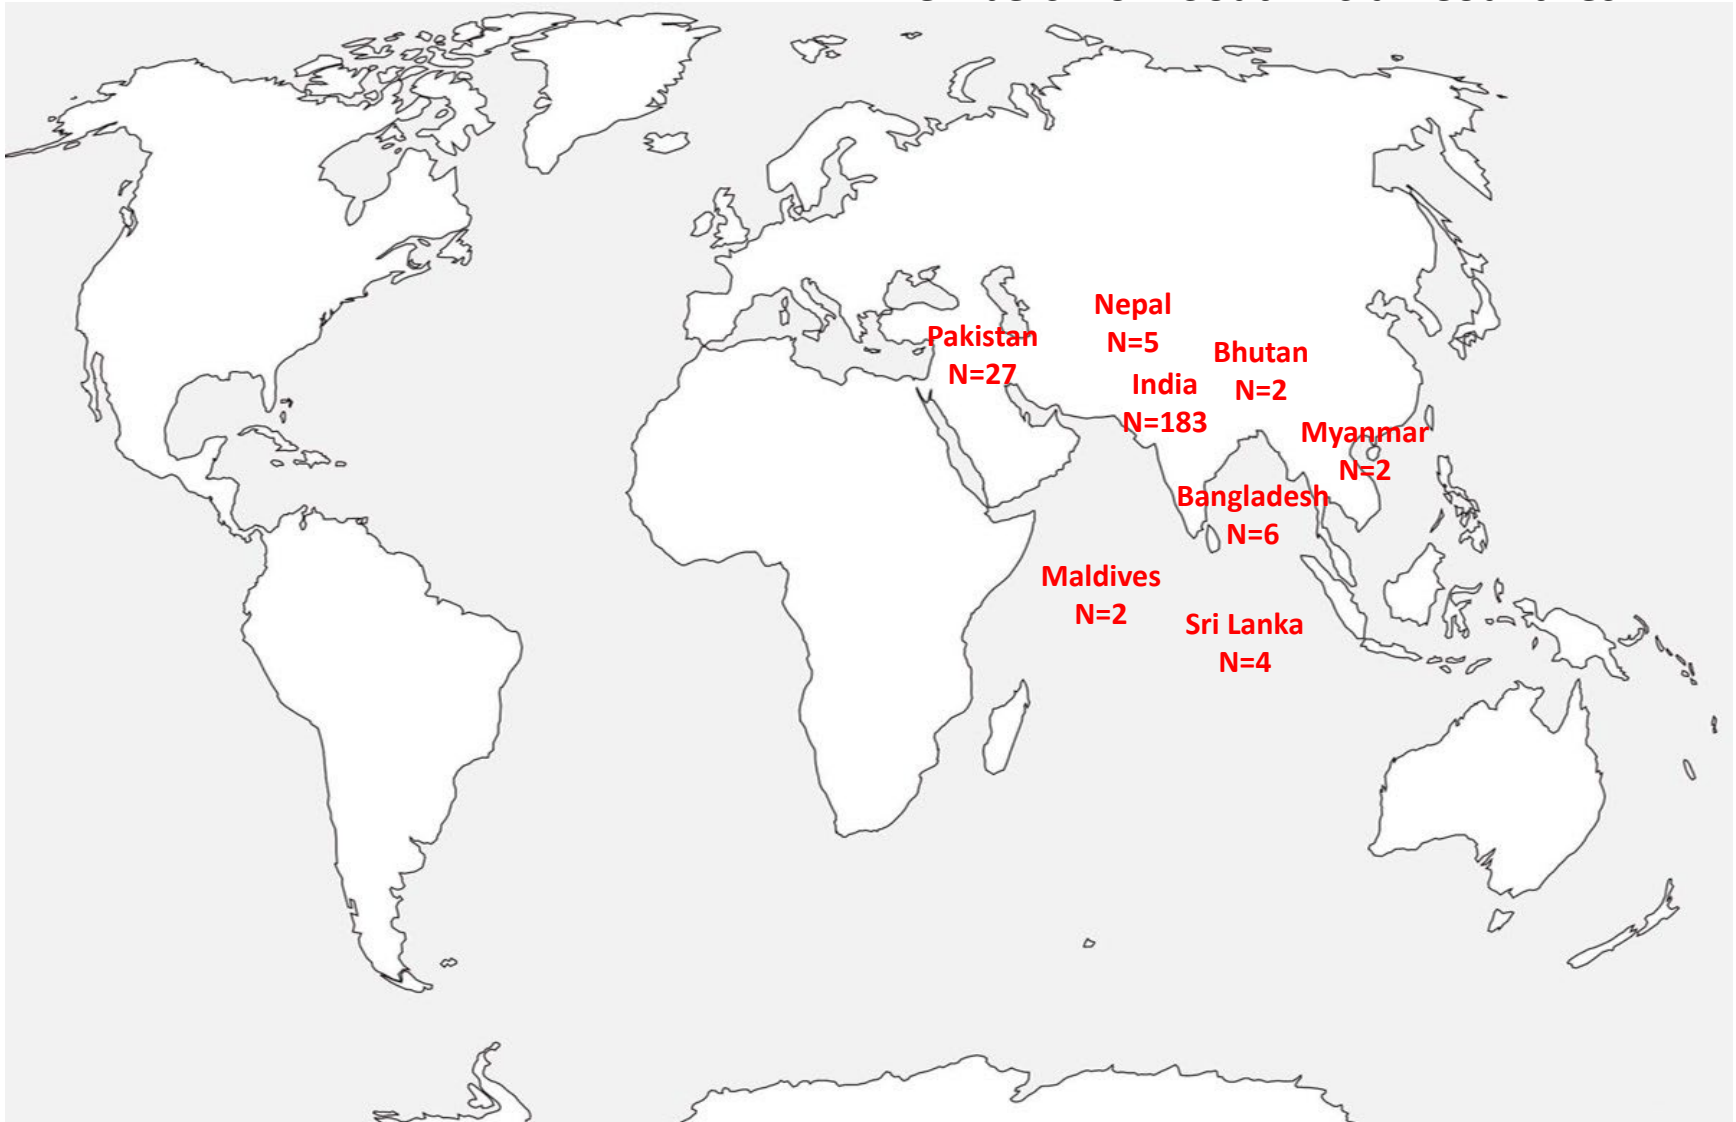 Nepal
N=5
Pakistan
N=27
Bhutan
N=2
India
N=183
Myanmar
N=2
Bangladesh
N=6
Maldives
N=2
Sri Lanka
N=4